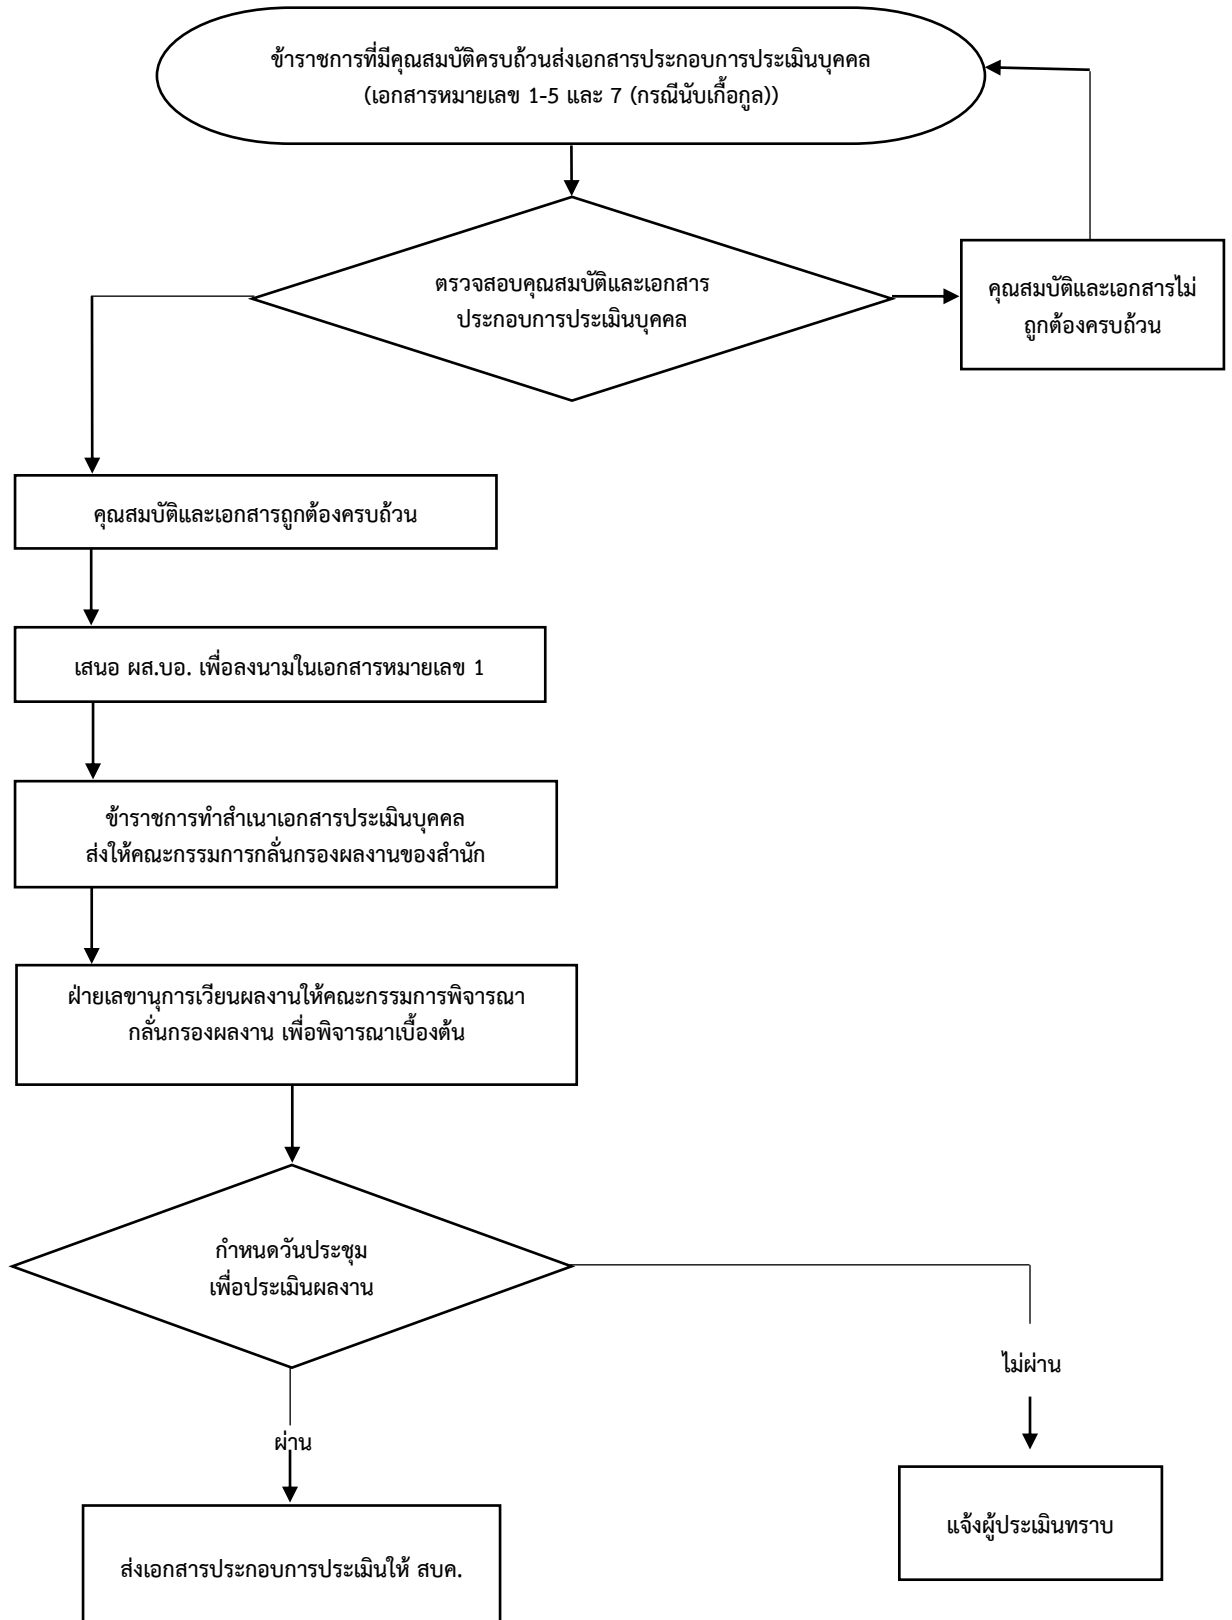 ข้าราชการที่มีคุณสมบัติครบถ้วนส่งเอกสารประกอบการประเมินบุคคล
(เอกสารหมายเลข 1-5 และ 7 (กรณีนับเกื้อกูล))
ตรวจสอบคุณสมบัติและเอกสาร
ประกอบการประเมินบุคคล
คุณสมบัติและเอกสารไม่
ถูกต้องครบถ้วน
คุณสมบัติและเอกสารถูกต้องครบถ้วน
เสนอ ผส.บอ. เพื่อลงนามในเอกสารหมายเลข 1
ข้าราชการทำสำเนาเอกสารประเมินบุคคล
ส่งให้คณะกรรมการกลั่นกรองผลงานของสำนัก
ฝ่ายเลขานุการเวียนผลงานให้คณะกรรมการพิจารณา
กลั่นกรองผลงาน เพื่อพิจารณาเบื้องต้น
กำหนดวันประชุม
เพื่อประเมินผลงาน
ไม่ผ่าน
ผ่าน
แจ้งผู้ประเมินทราบ
ส่งเอกสารประกอบการประเมินให้ สบค.